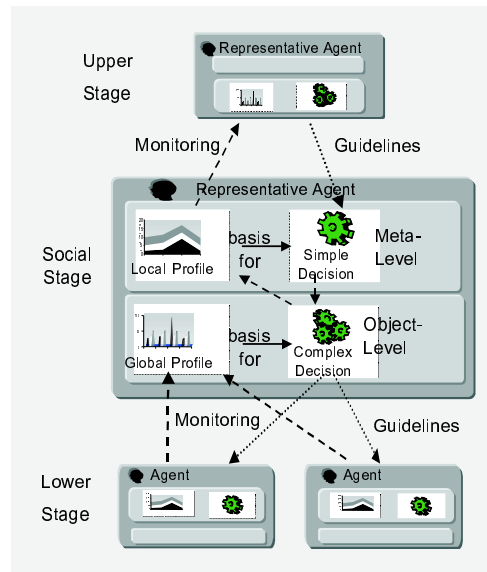 Representative Agent
Upper
Stage
Monitoring
Guidelines
Representative Agent
Social
Stage
Local Profile
basis
for
Simple
Decision
Meta-
Level
Global Profile
basis
for
Complex
Decision
Object-
Level
Monitoring
Guidelines
Lower
Stage
Agent
Agent